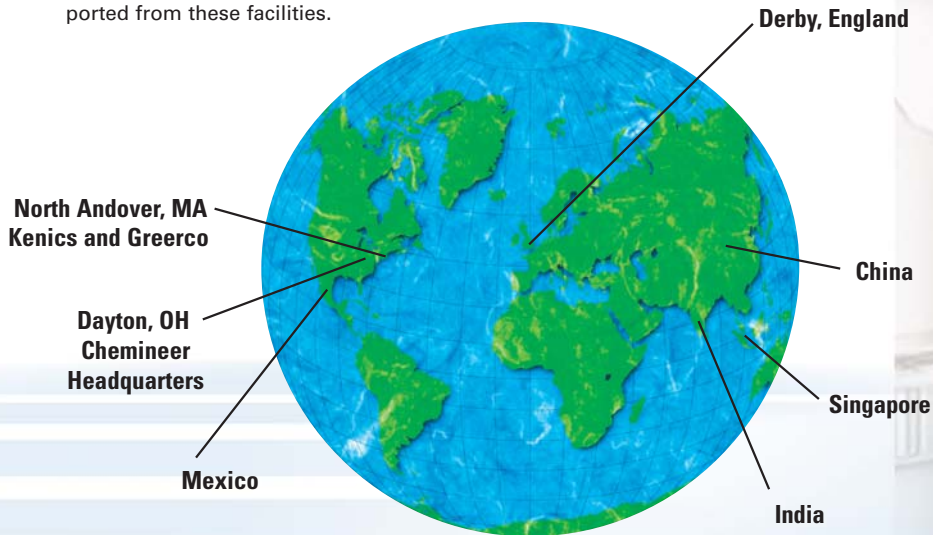 ported from these facilities.
Derby, England
North Andover, MA
Kenics and Greerco
China
Dayton, OH
Chemineer
Headquarters
Singapore
Mexico
India